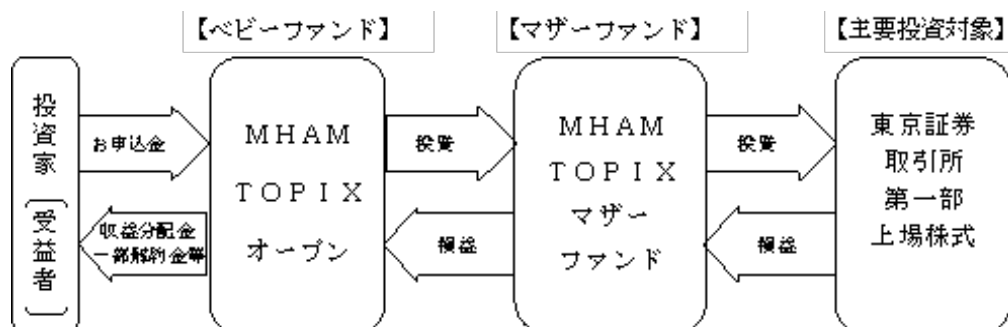 【ベビーファンド】
【マザーファンド】
【主要投資対象】
投資家
(受益者)
お申込金
収益分配金
一部解約金等
ＭＨＡＭ
ＴＯＰＩＸ
オープン
投資
損益
ＭＨＡＭ
ＴＯＰＩＸ
マザー
ファンド
投資
損益
東京証券
取引所
第一部
上場株式